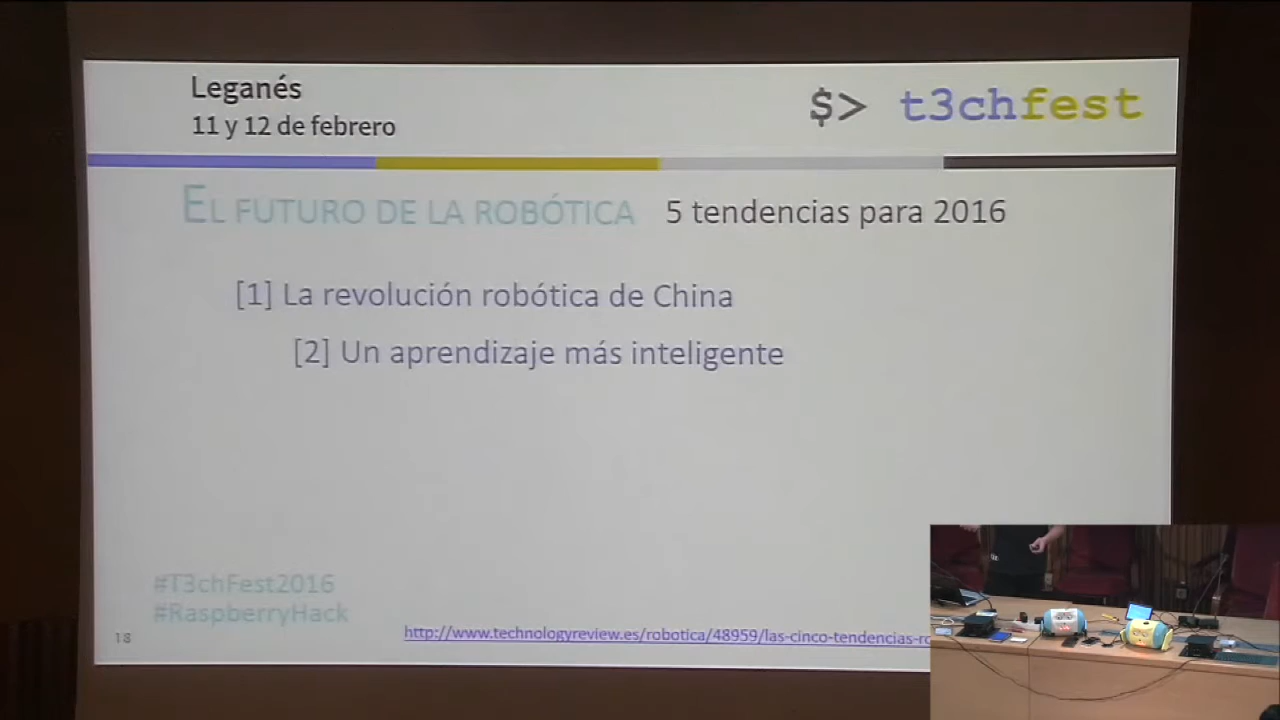 Leganés
11 y 12 de febrero
$> t3chfest
EL FUTURO DE LA ROBÓTICA 5 tendencias para 2016
[1] La revolución robótica de China
[2] Un aprendizaje más inteligente
#T3chFest2016
#RaspberryHack
18
http://www.technologyreview.es/robotica/48959/las-cinco-tendencias-ro